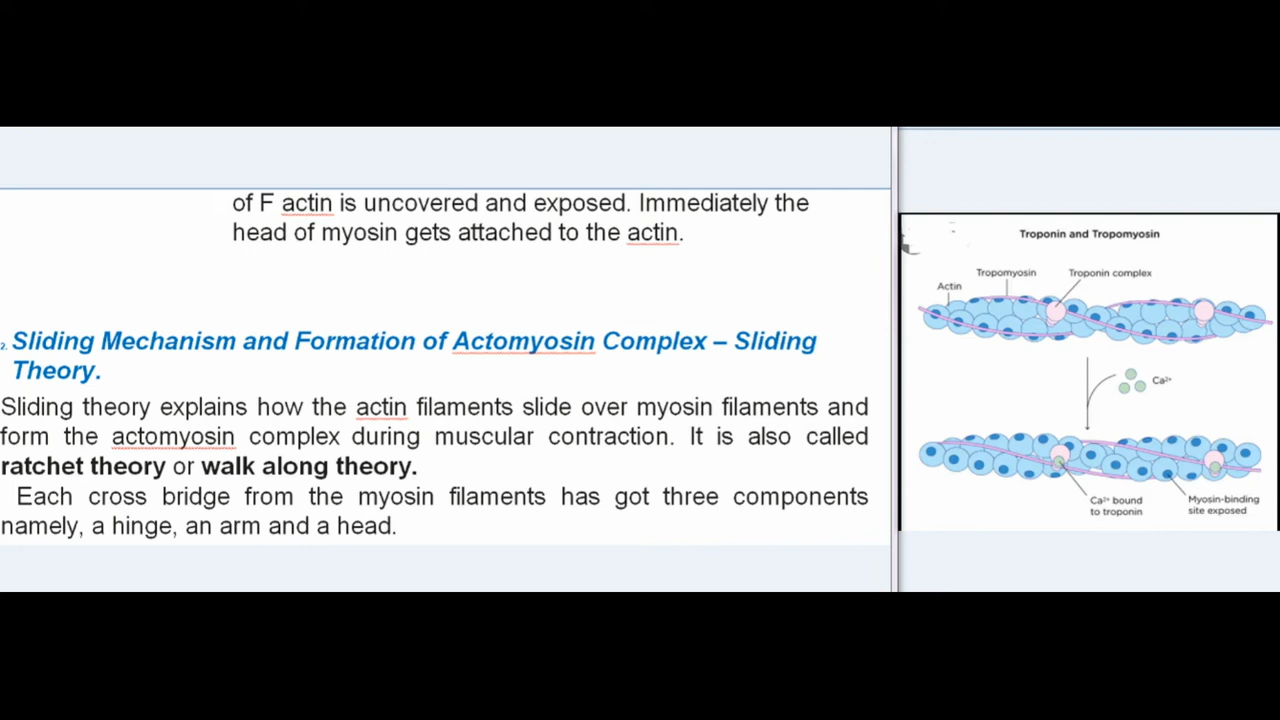 of F actin is uncovered and exposed. Immediately the
head of myosin gets attached to the actin.
2. Sliding Mechanism and Formation of Actomyosin Complex – Sliding
Theory.
Sliding theory explains how the actin filaments slide over myosin filaments and
form the actomyosin complex during muscular contraction. It is also called
ratchet theory or walk along theory.
Each cross bridge from the myosin filaments has got three components
namely, a hinge, an arm and a head.
Troponin and Tropomyosin
Tropomyosin
Troponin complex
Actin
Ca²⁺
Ca²⁺ bound
to troponin
Myosin-binding
site exposed